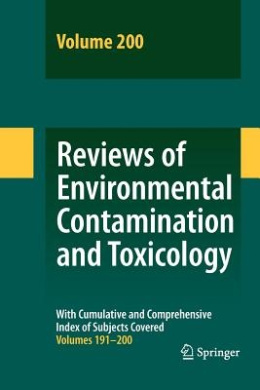 Volume 200
Reviews of
Environmental
Contamination
and Toxicology
With Cumulative and Comprehensive
Index of Subjects Covered
Volumes 191–200
Springer